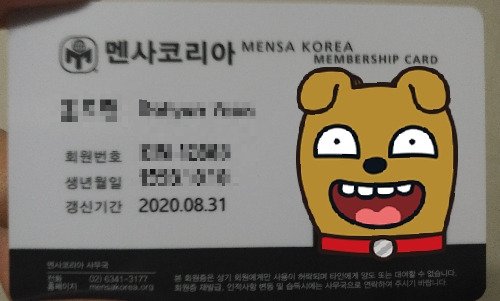 멘사코리아 MENSA KOREA
MEMBERSHIP CARD
회원번호
생년월일
갱신기간 2020.08.31
멘사코리아 사무국
전화 02) 6341-3177
홈페이지 mensakorea.org
본 회원증은 상기 회원에게만 사용이 허락되며 타인에게 양도 또는 대여할 수 없습니다.
회원증 재발급, 인적사항 변동 및 습득시에는 사무국으로 연락하여 주시기 바랍니다.